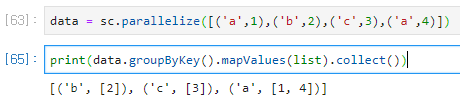 [63]: data = sc.parallelize([('a',1),('b',2),('c',3),('a',4)])
[65]: print(data.groupByKey().mapValues(list).collect())
[('b', [2]), ('c', [3]), ('a', [1, 4])]